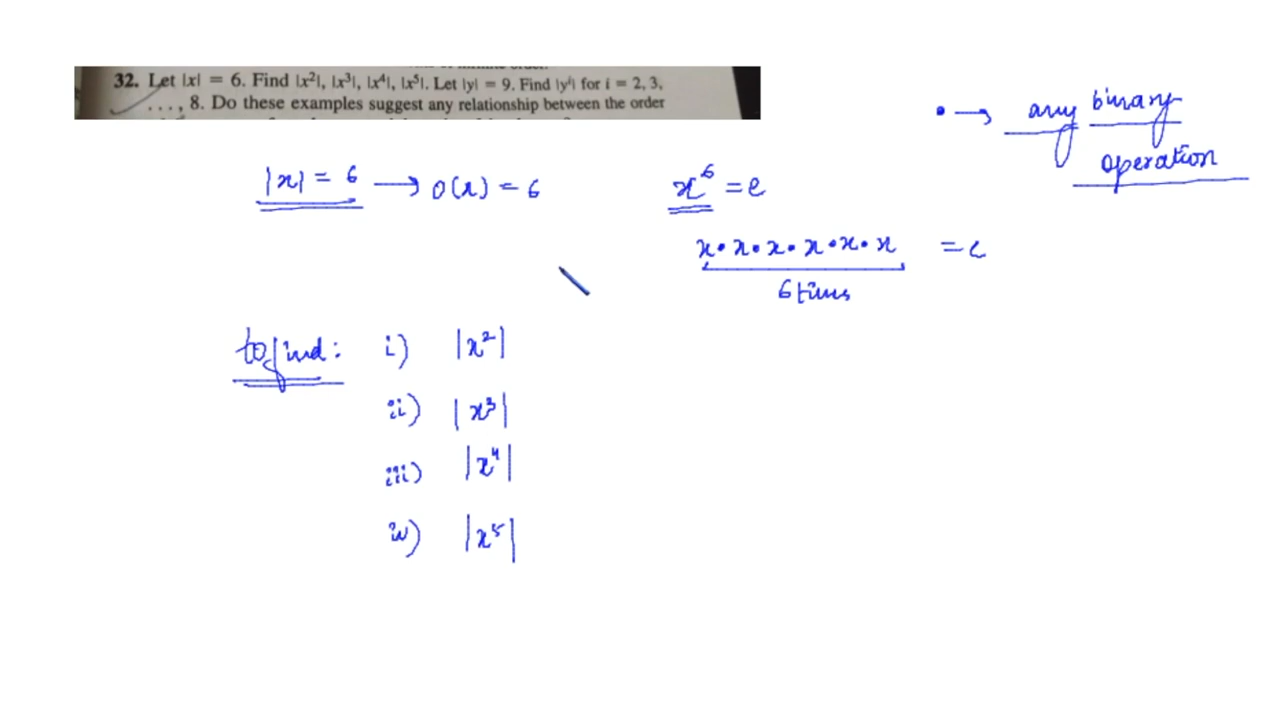 32. Let |x| = 6. Find |x²|, |x³|, |x⁴|, |x⁵|. Let |y| = 9. Find |yⁱ| for i = 2, 3,
. . . , 8. Do these examples suggest any relationship between the order
• → any binary
operation
|x| = 6 → O(x) = 6
x⁶ = e
x • x • x • x • x • x = e
6 times
to find: i) |x²|
ii) |x³|
iii) |x⁴|
iv) |x⁵|